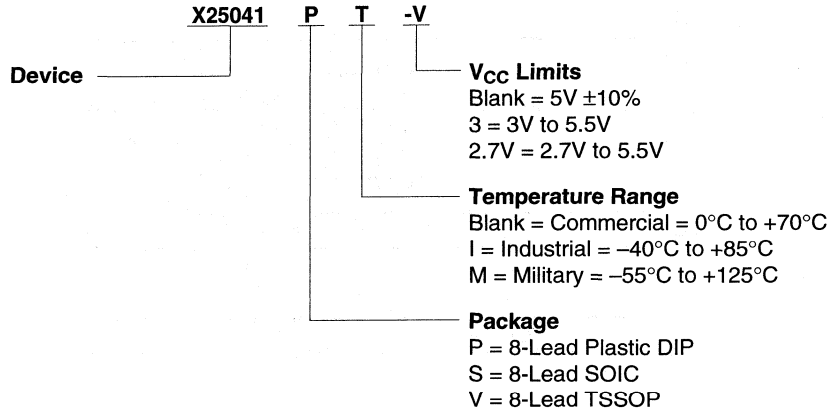 X25041 P T -V
Device
VCC Limits
Blank = 5V ±10%
3 = 3V to 5.5V
2.7V = 2.7V to 5.5V
Temperature Range
Blank = Commercial = 0°C to +70°C
I = Industrial = –40°C to +85°C
M = Military = –55°C to +125°C
Package
P = 8-Lead Plastic DIP
S = 8-Lead SOIC
V = 8-Lead TSSOP